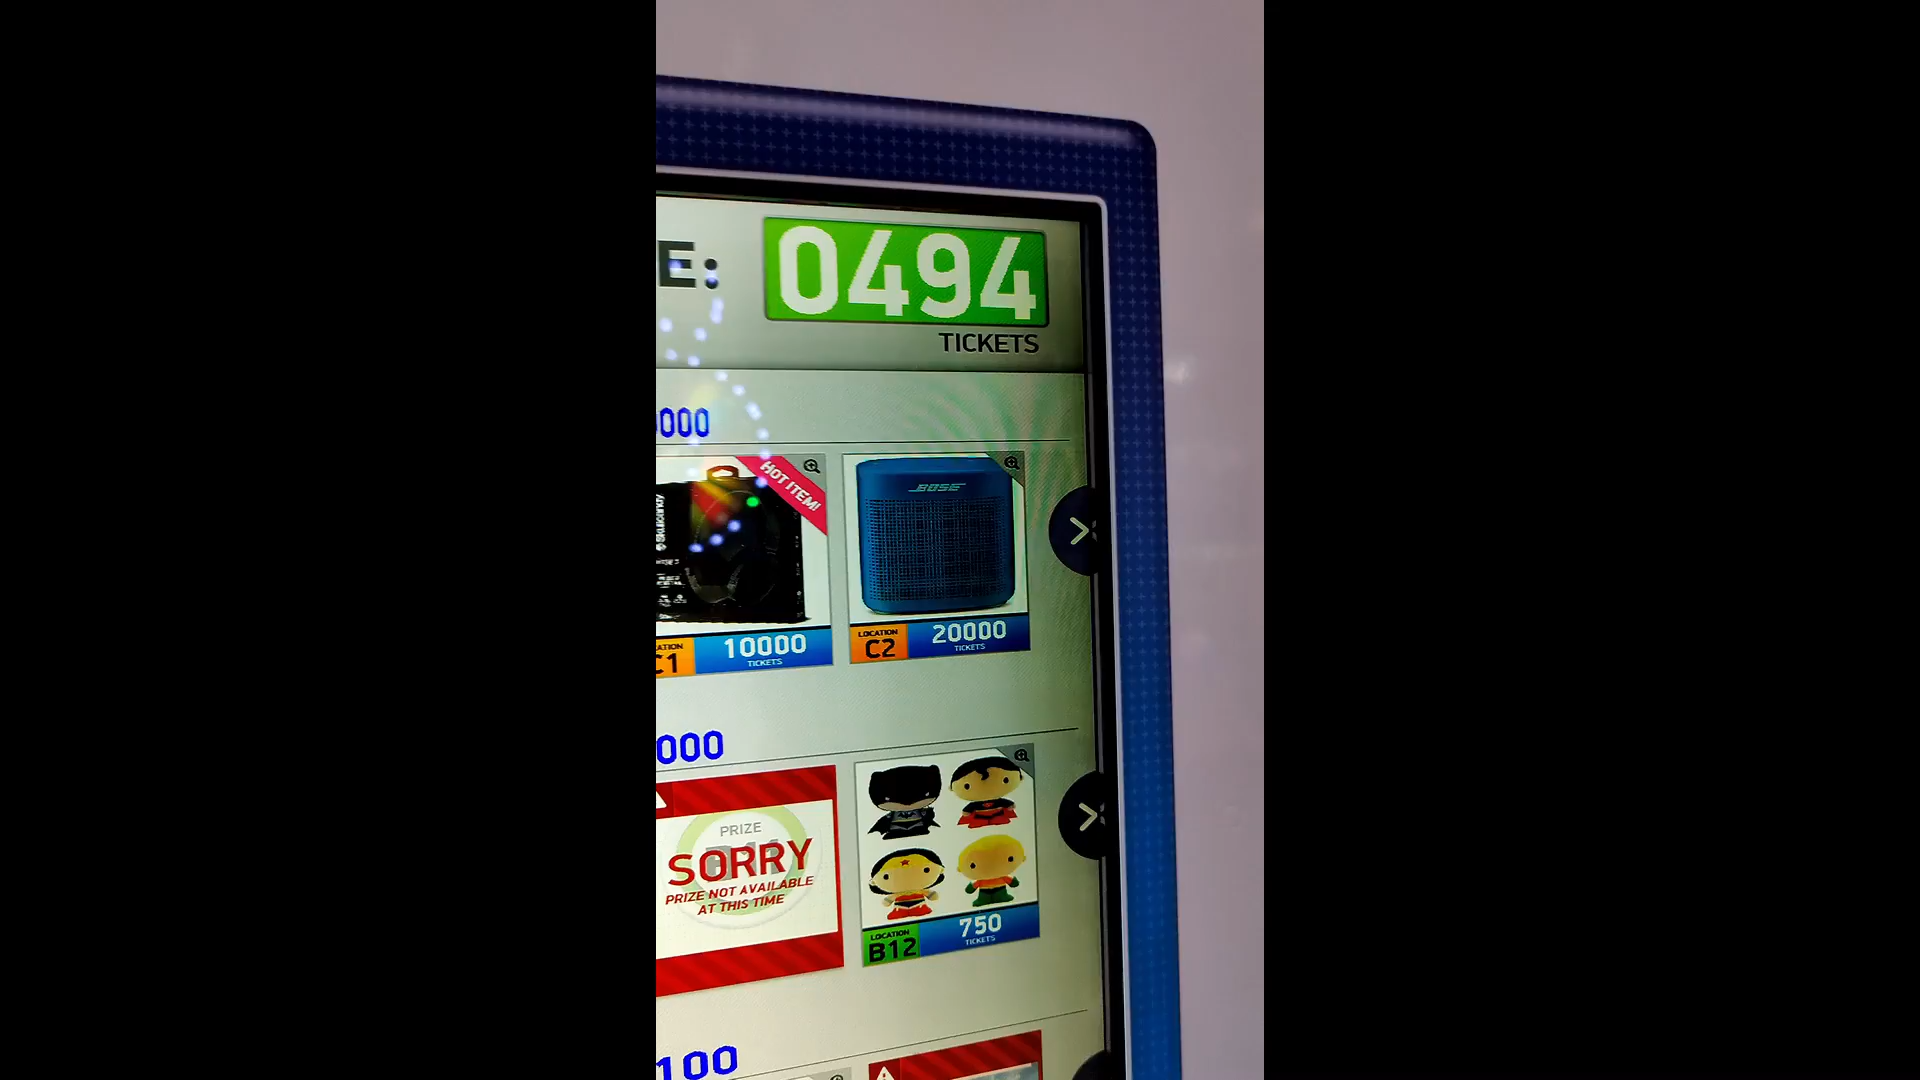 E: 0494
TICKETS
000
HOT ITEM!
Skullcandy
BOSE
C1
10000
TICKETS
LOCATION
C2
20000
TICKETS
000
PRIZE
SORRY
PRIZE NOT AVAILABLE
AT THIS TIME
LOCATION
B12
750
TICKETS
100